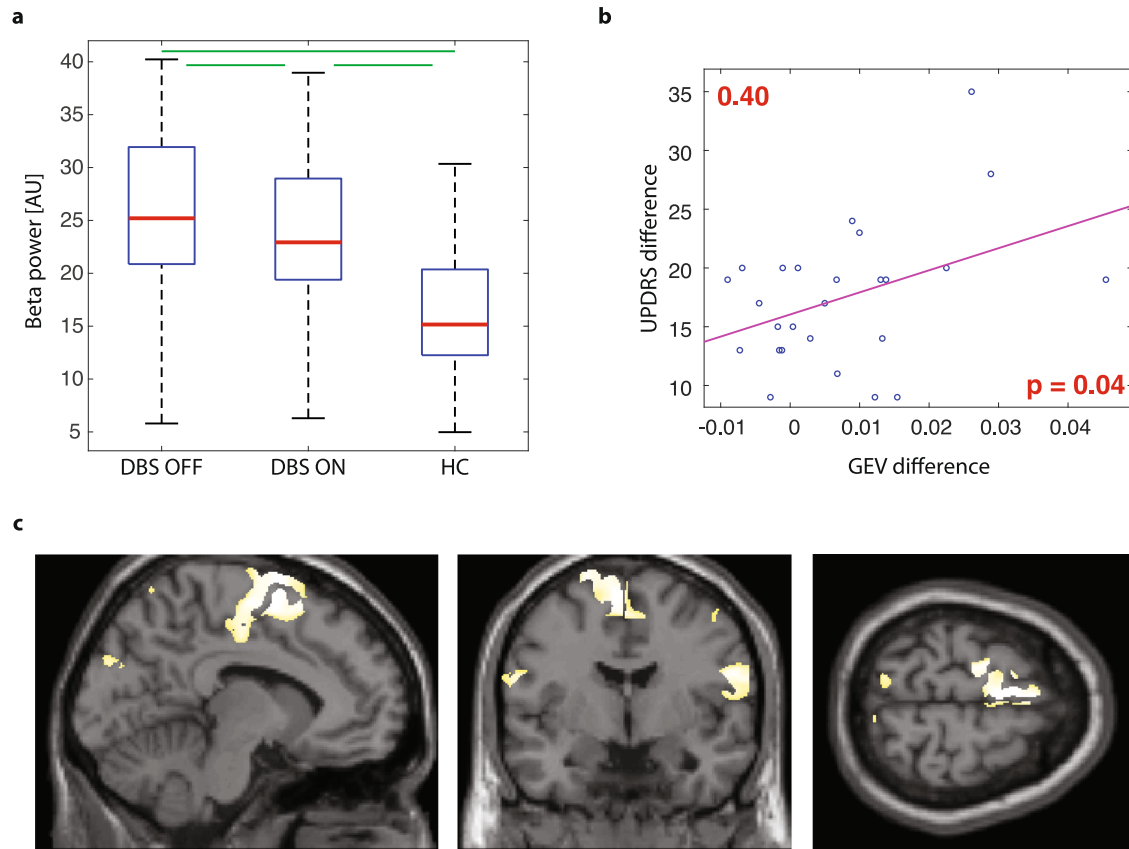 a
Beta power [AU]
40
35
30
25
20
15
10
5
DBS OFF DBS ON HC
b
UPDRS difference
35
30
25
20
15
10
0.40
p = 0.04
-0.01 0 0.01 0.02 0.03 0.04
GEV difference
c